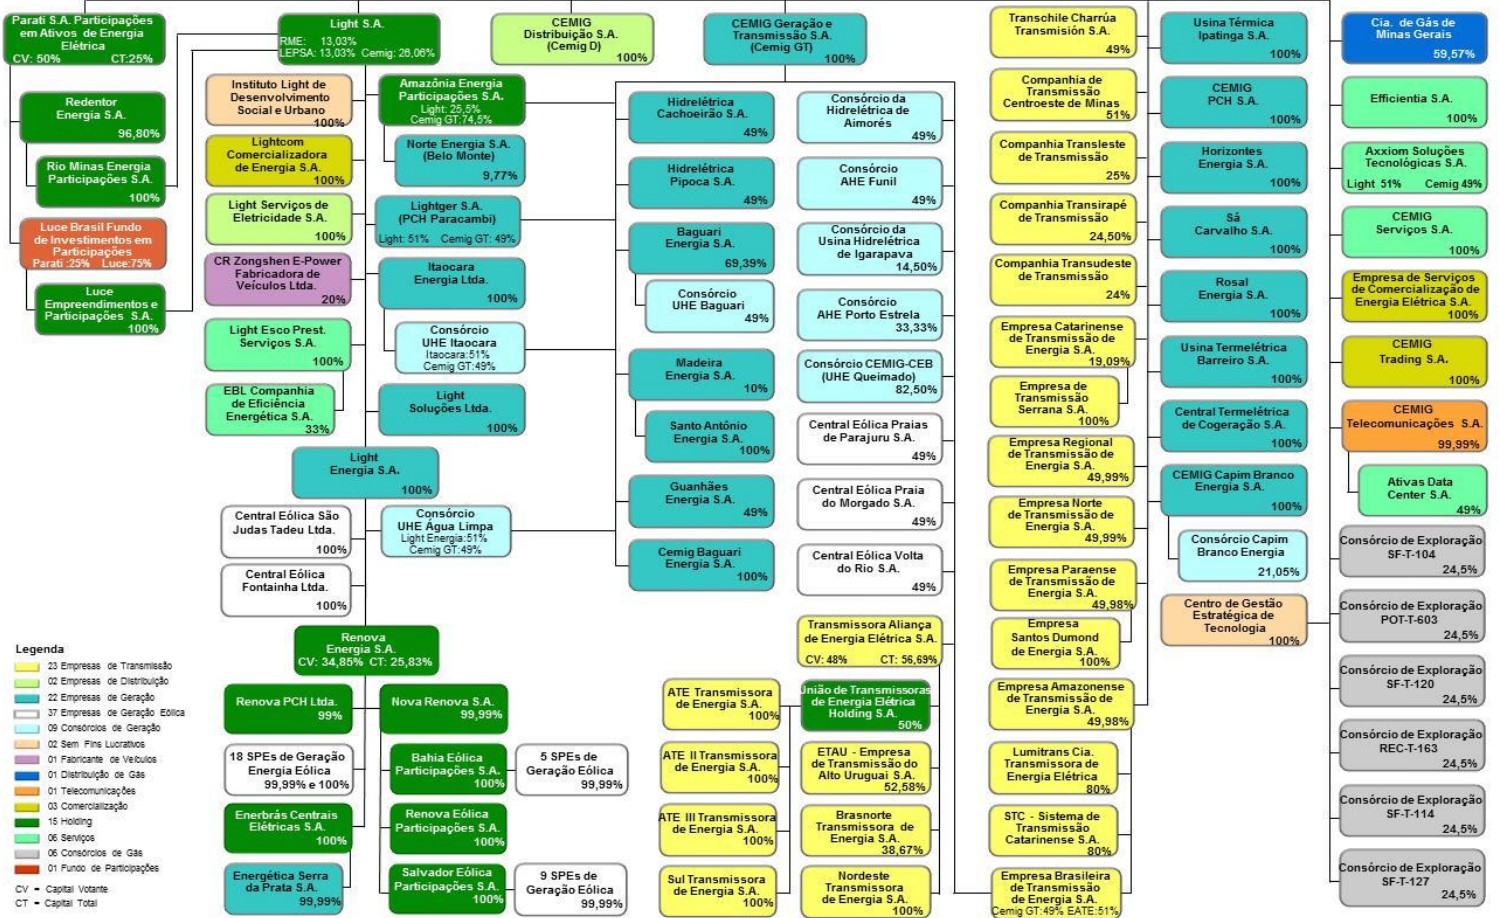 Parati S.A. Participações
em Ativos de Energia
Elétrica
CV: 50% CT:25%
Redentor
Energia S.A.
96,80%
Rio Minas Energia
Participações S.A.
100%
Luce Brasil Fundo
de Investimentos em
Participações
Parati :25% Luce:75%
Luce
Empreendimentos e
Participações S.A.
100%
Light S.A.
RME: 13,03%
LEPSA: 13,03% Cemig: 26,06%
Instituto Light de
Desenvolvimento
Social e Urbano
100%
Lightcom
Comercializadora
de Energia S.A.
100%
Light Serviços de
Eletricidade S.A.
100%
CR Zongshen E-Power
Fabricadora de
Veículos Ltda.
20%
Light Esco Prest.
Serviços S.A.
100%
EBL Companhia
de Eficiência
Energética S.A.
33%
Amazônia Energia
Participações S.A.
Light: 25,5%
Cemig GT:74,5%
Norte Energia S.A.
(Belo Monte)
9,77%
Lightger S.A.
(PCH Paracambi)
Light: 51% Cemig GT: 49%
Itaocara
Energia Ltda.
100%
Consórcio
UHE Itaocara
Itaocara:51%
Cemig GT:49%
Light
Soluções Ltda.
100%
Light
Energia S.A.
100%
Central Eólica São
Judas Tadeu Ltda.
100%
Consórcio
UHE Água Limpa
Light Energia:51%
Cemig GT:49%
Central Eólica
Fontainha Ltda.
100%
Renova
Energia S.A.
CV: 34,85% CT: 25,83%
Renova PCH Ltda.
99%
Nova Renova S.A.
99,99%
18 SPEs de Geração
Energia Eólica
99,99% e 100%
Bahia Eólica
Participações S.A.
100%
5 SPEs de
Geração Eólica
99,99%
Enerbrás Centrais
Elétricas S.A.
100%
Renova Eólica
Participações S.A.
100%
Energética Serra
da Prata S.A.
99,99%
Salvador Eólica
Participações S.A.
100%
9 SPEs de
Geração Eólica
99,99%
CEMIG
Distribuição S.A.
(Cemig D)
100%
CEMIG Geração e
Transmissão S.A.
(Cemig GT)
100%
Hidrelétrica
Cachoeirão S.A.
49%
Hidrelétrica
Pipoca S.A.
49%
Baguari
Energia S.A.
69,39%
Consórcio
UHE Baguari
49%
Madeira
Energia S.A.
10%
Santo Antônio
Energia S.A.
100%
Guanhães
Energia S.A.
49%
Cemig Baguari
Energia S.A.
100%
Consórcio da
Hidrelétrica de
Aimorés
49%
Consórcio
AHE Funil
49%
Consórcio da
Usina Hidrelétrica
de Igarapava
14,50%
Consórcio
AHE Porto Estrela
33,33%
Consórcio CEMIG-CEB
(UHE Queimado)
82,50%
Central Eólica Praias
de Parajuru S.A.
49%
Central Eólica Praia
do Morgado S.A.
49%
Central Eólica Volta
do Rio S.A.
49%
Transmissora Aliança
de Energia Elétrica S.A.
CV: 48% CT: 56,69%
ATE Transmissora
de Energia S.A.
100%
União de Transmissoras
de Energia Elétrica
Holding S.A.
50%
ATE II Transmissora
de Energia S.A.
100%
ETAU - Empresa
de Transmissão do
Alto Uruguai S.A.
52,58%
ATE III Transmissora
de Energia S.A.
100%
Brasnorte
Transmissora de
Energia S.A.
38,67%
Sul Transmissora
de Energia S.A.
100%
Nordeste
Transmissora
de Energia S.A.
100%
Transchile Charrúa
Transmisión S.A.
49%
Companhia de
Transmissão
Centroeste de Minas
51%
Companhia Transleste
de Transmissão
25%
Companhia Transirapé
de Transmissão
24,50%
Companhia Transudeste
de Transmissão
24%
Empresa Catarinense
de Transmissão de
Energia S.A.
19,09%
Empresa de
Transmissão
Serrana S.A.
100%
Empresa Regional
de Transmissão de
Energia S.A.
49,99%
Empresa Norte
de Transmissão de
Energia S.A.
49,99%
Empresa Paraense
de Transmissão de
Energia S.A.
49,98%
Empresa
Santos Dumond
de Energia S.A.
100%
Empresa Amazonense
de Transmissão de
Energia S.A.
49,98%
Lumitrans Cia.
Transmissora de
Energia Elétrica
80%
STC - Sistema de
Transmissão
Catarinense S.A.
80%
Empresa Brasileira
de Transmissão
de Energia S.A.
Cemig GT:49% EATE:51%
Usina Térmica
Ipatinga S.A.
100%
CEMIG
PCH S.A.
100%
Horizontes
Energia S.A.
100%
Sá
Carvalho S.A.
100%
Rosal
Energia S.A.
100%
Usina Termelétrica
Barreiro S.A.
100%
Central Termelétrica
de Cogeração S.A.
100%
CEMIG Capim Branco
Energia S.A.
100%
Consórcio Capim
Branco Energia
21,05%
Centro de Gestão
Estratégica de
Tecnologia
100%
Cia. de Gás de
Minas Gerais
59,57%
Efficientia S.A.
100%
Axxiom Soluções
Tecnológicas S.A.
Light 51% Cemig 49%
CEMIG
Serviços S.A.
100%
Empresa de Serviços
de Comercialização de
Energia Elétrica S.A.
100%
CEMIG
Trading S.A.
100%
CEMIG
Telecomunicações S.A.
99,99%
Ativas Data
Center S.A.
49%
Consórcio de Exploração
SF-T-104
24,5%
Consórcio de Exploração
POT-T-603
24,5%
Consórcio de Exploração
SF-T-120
24,5%
Consórcio de Exploração
REC-T-163
24,5%
Consórcio de Exploração
SF-T-114
24,5%
Consórcio de Exploração
SF-T-127
24,5%
Legenda
23 Empresas de Transmissão
02 Empresas de Distribuição
22 Empresas de Geração
37 Empresas de Geração Eólica
09 Consórcios de Geração
02 Sem Fins Lucrativos
01 Fabricante de Veículos
01 Distribuição de Gás
01 Telecomunicações
03 Comercialização
15 Holding
06 Serviços
06 Consórcios de Gás
01 Fundo de Participações
CV = Capital Votante
CT = Capital Total